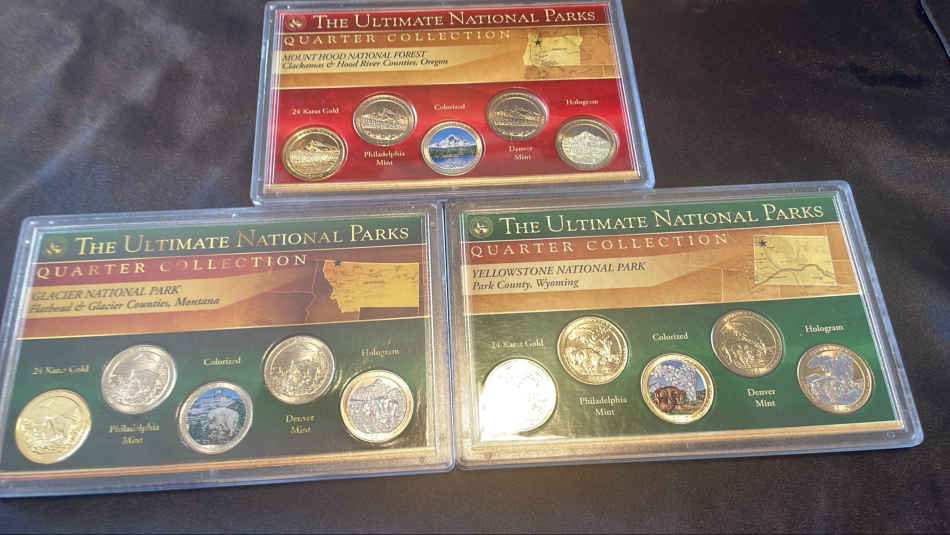 THE ULTIMATE NATIONAL PARKS
QUARTER COLLECTION
MOUNT HOOD NATIONAL FOREST
Clackamas & Hood River Counties, Oregon
24 Karat Gold
Philadelphia
Mint
Colorized
Denver
Mint
Hologram
THE ULTIMATE NATIONAL PARKS
QUARTER COLLECTION
GLACIER NATIONAL PARK
Flathead & Glacier Counties, Montana
24 Karat Gold
Philadelphia
Mint
Colorized
Denver
Mint
Hologram
THE ULTIMATE NATIONAL PARKS
QUARTER COLLECTION
YELLOWSTONE NATIONAL PARK
Park County, Wyoming
24 Karat Gold
Philadelphia
Mint
Colorized
Denver
Mint
Hologram